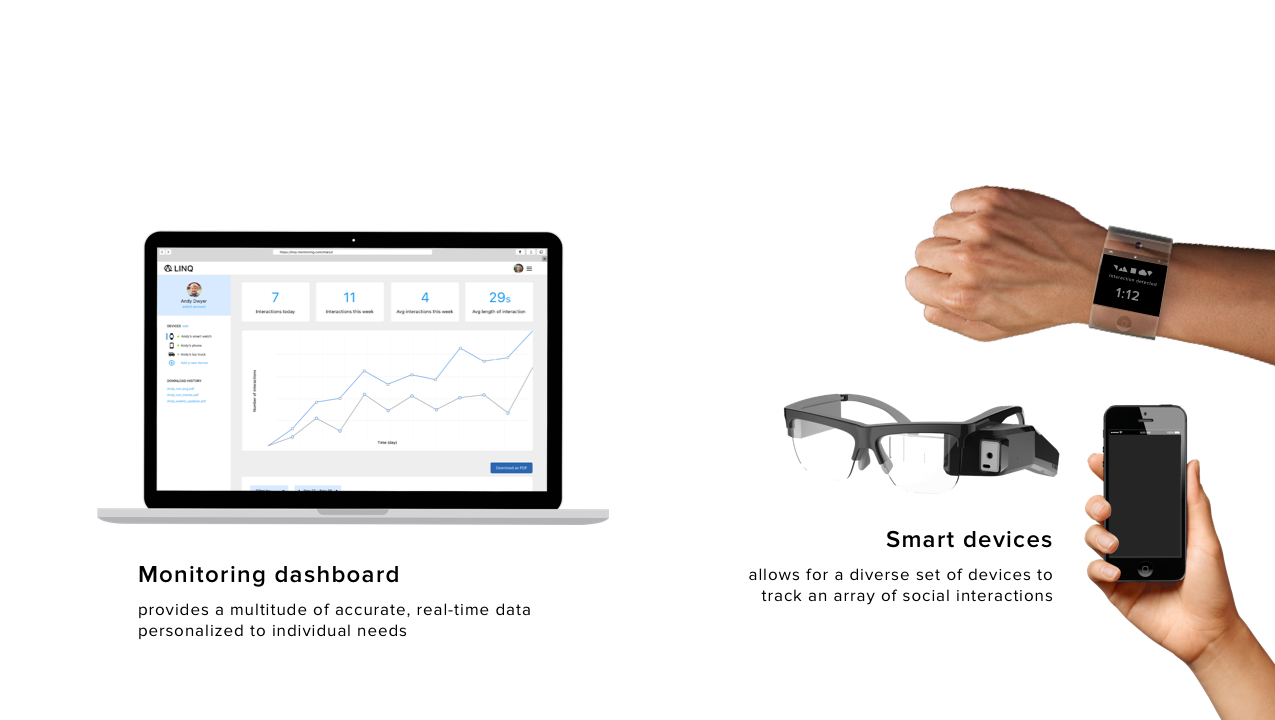 https://linq-monitoring.com/stats/d
LINQ
Andy Dwyer
7
Interactions today
11
Interactions this week
4
Avg interactions this week
29s
Avg length of interaction
DEVICES edit
Andy's smart watch
Andy's phone
Andy's toy truck
Add a new device
DOWNLOAD HISTORY
Number of interactions
Time (days)
Download as PDF
interaction detected
1:12
Smart devices
allows for a diverse set of devices to
track an array of social interactions
Monitoring dashboard
provides a multitude of accurate, real-time data
personalized to individual needs